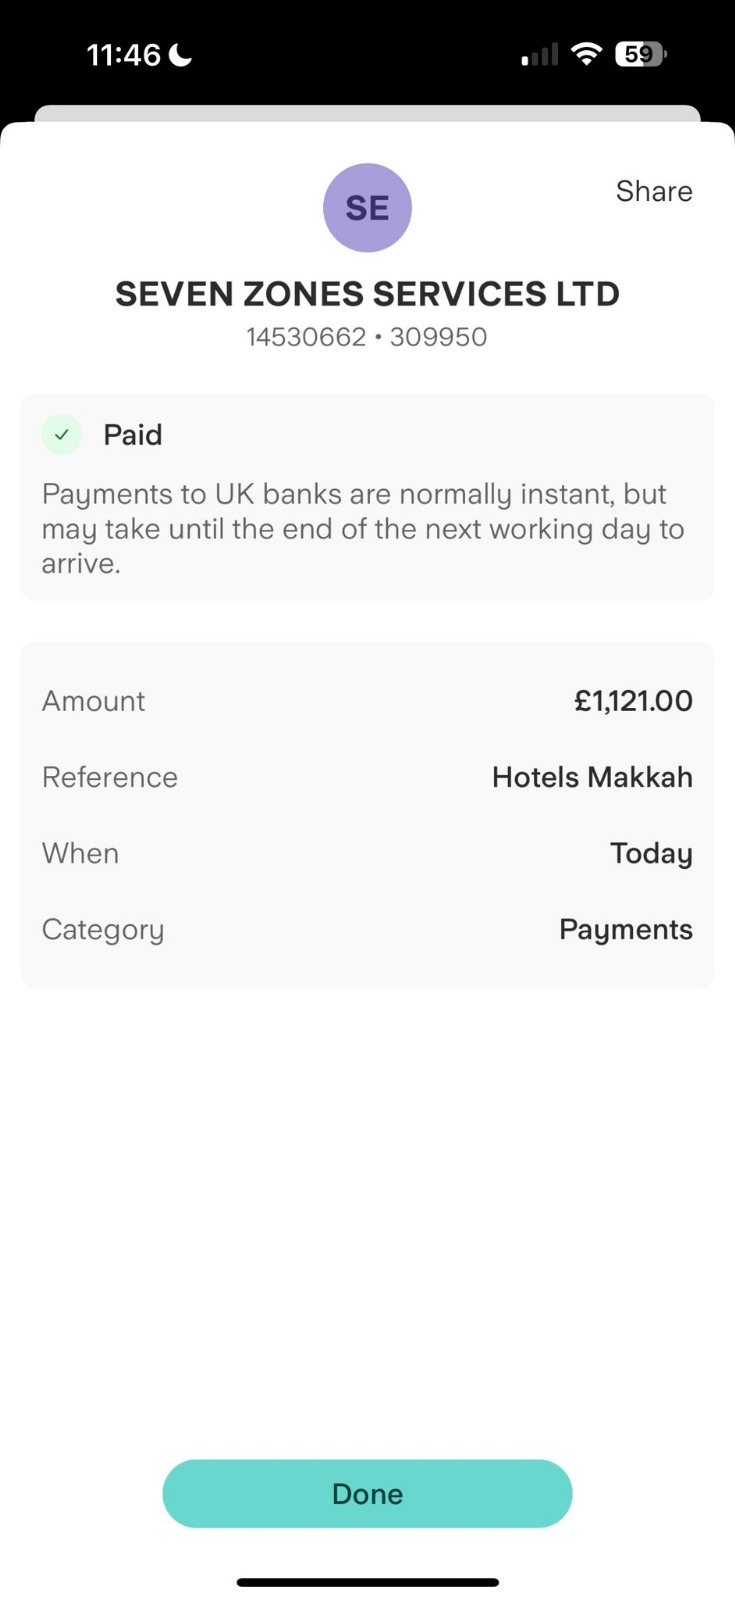 11:46
59
SE
Share
SEVEN ZONES SERVICES LTD
14530662 • 309950
Paid
Payments to UK banks are normally instant, but
may take until the end of the next working day to
arrive.
Amount £1,121.00
Reference Hotels Makkah
When Today
Category Payments
Done